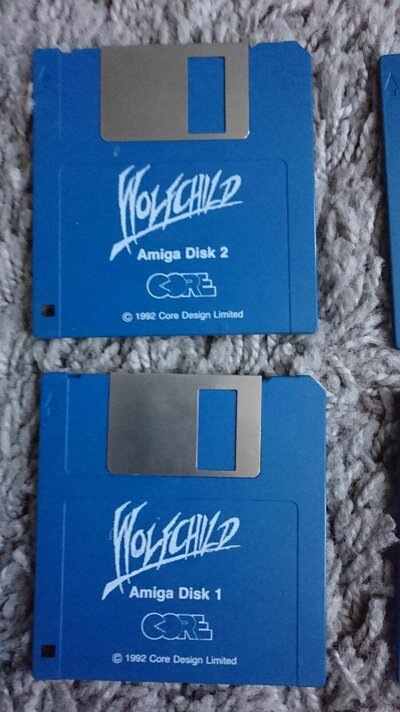 WOLFCHILD
Amiga Disk 2
CORE
© 1992 Core Design Limited
WOLFCHILD
Amiga Disk 1
CORE
© 1992 Core Design Limited